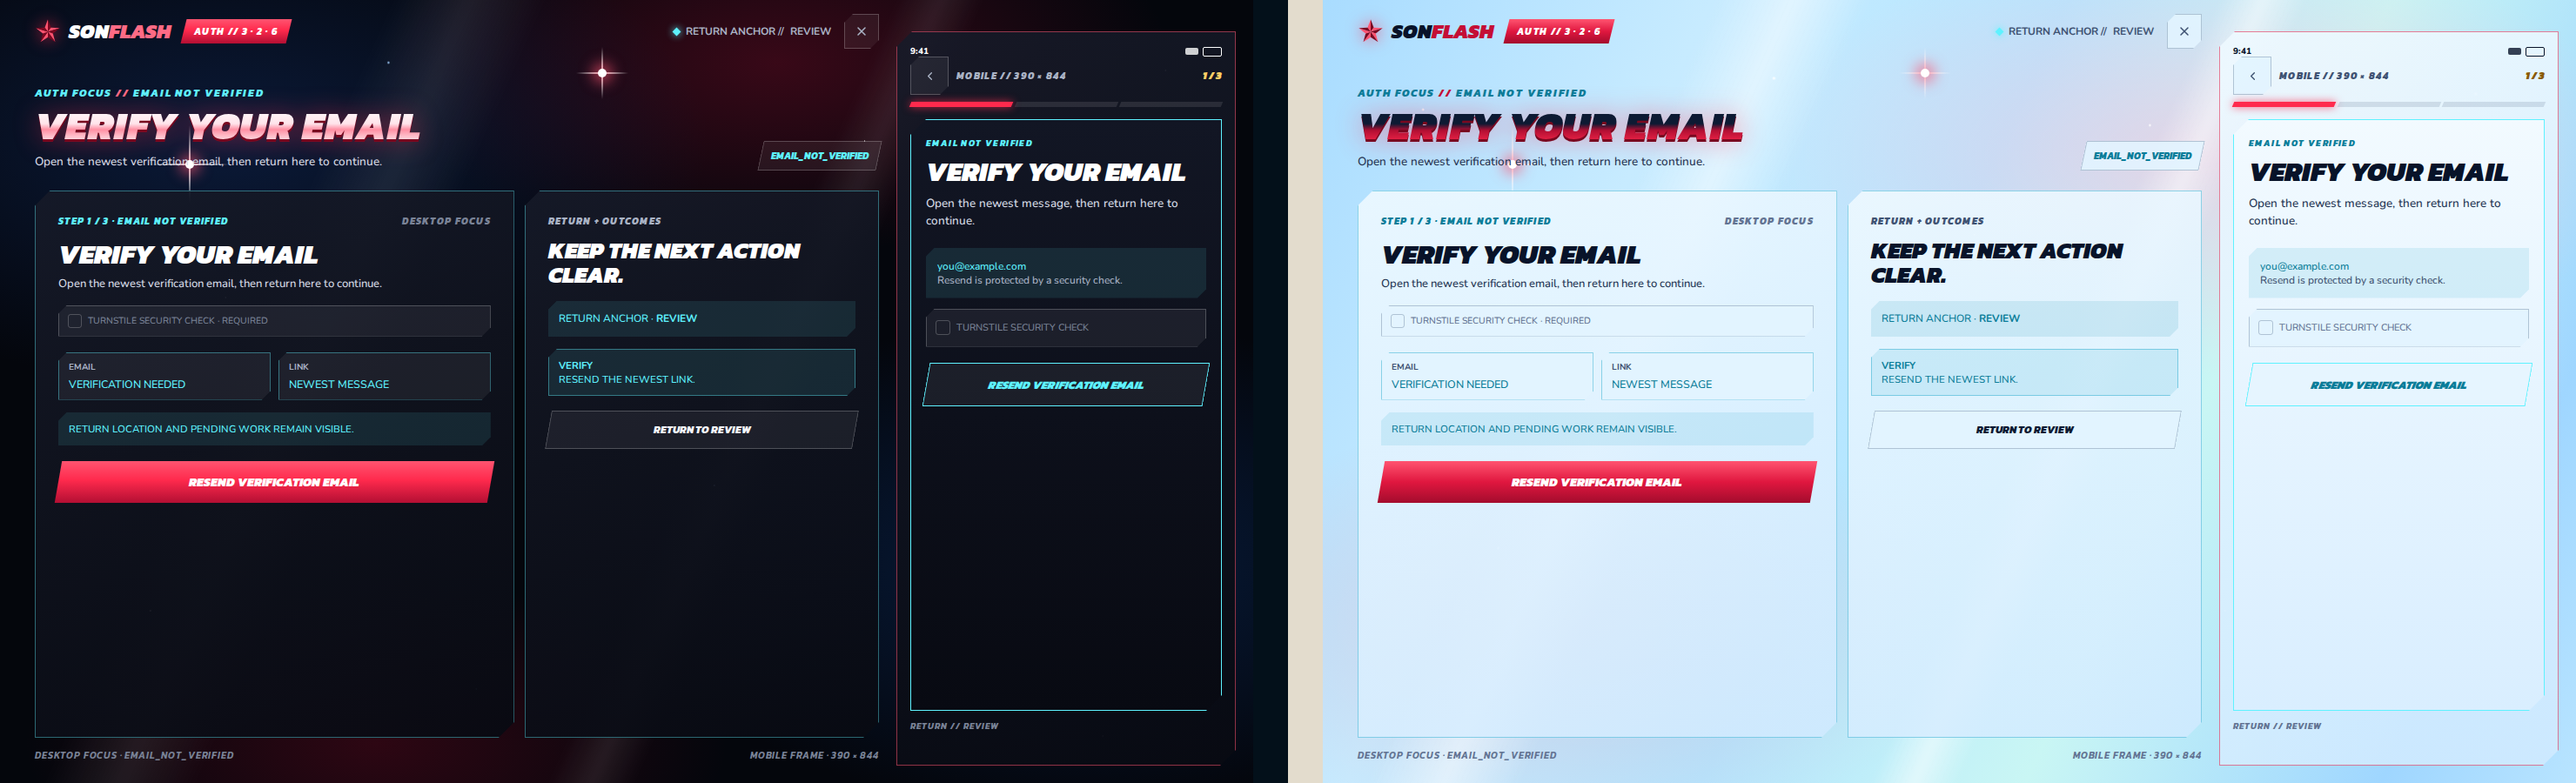 SONFLASH
AUTH // 3 · 2 · 6
RETURN ANCHOR // REVIEW
×
AUTH FOCUS // EMAIL NOT VERIFIED
VERIFY YOUR EMAIL
Open the newest verification email, then return here to continue.
EMAIL_NOT_VERIFIED
STEP 1 / 3 · EMAIL NOT VERIFIED
DESKTOP FOCUS
VERIFY YOUR EMAIL
Open the newest verification email, then return here to continue.
TURNSTILE SECURITY CHECK · REQUIRED
EMAIL
VERIFICATION NEEDED
LINK
NEWEST MESSAGE
RETURN LOCATION AND PENDING WORK REMAIN VISIBLE.
RESEND VERIFICATION EMAIL
RETURN + OUTCOMES
KEEP THE NEXT ACTION
CLEAR.
RETURN ANCHOR · REVIEW
VERIFY
RESEND THE NEWEST LINK.
RETURN TO REVIEW
DESKTOP FOCUS · EMAIL_NOT_VERIFIED
MOBILE FRAME · 390 × 844
9:41
MOBILE // 390 × 844
1/3
EMAIL NOT VERIFIED
VERIFY YOUR EMAIL
Open the newest message, then return here to
continue.
you@example.com
Resend is protected by a security check.
TURNSTILE SECURITY CHECK
RESEND VERIFICATION EMAIL
RETURN // REVIEW
SONFLASH
AUTH // 3 · 2 · 6
RETURN ANCHOR // REVIEW
×
AUTH FOCUS // EMAIL NOT VERIFIED
VERIFY YOUR EMAIL
Open the newest verification email, then return here to continue.
EMAIL_NOT_VERIFIED
STEP 1 / 3 · EMAIL NOT VERIFIED
DESKTOP FOCUS
VERIFY YOUR EMAIL
Open the newest verification email, then return here to continue.
TURNSTILE SECURITY CHECK · REQUIRED
EMAIL
VERIFICATION NEEDED
LINK
NEWEST MESSAGE
RETURN LOCATION AND PENDING WORK REMAIN VISIBLE.
RESEND VERIFICATION EMAIL
RETURN + OUTCOMES
KEEP THE NEXT ACTION
CLEAR.
RETURN ANCHOR · REVIEW
VERIFY
RESEND THE NEWEST LINK.
RETURN TO REVIEW
DESKTOP FOCUS · EMAIL_NOT_VERIFIED
MOBILE FRAME · 390 × 844
9:41
MOBILE // 390 × 844
1/3
EMAIL NOT VERIFIED
VERIFY YOUR EMAIL
Open the newest message, then return here to
continue.
you@example.com
Resend is protected by a security check.
TURNSTILE SECURITY CHECK
RESEND VERIFICATION EMAIL
RETURN // REVIEW